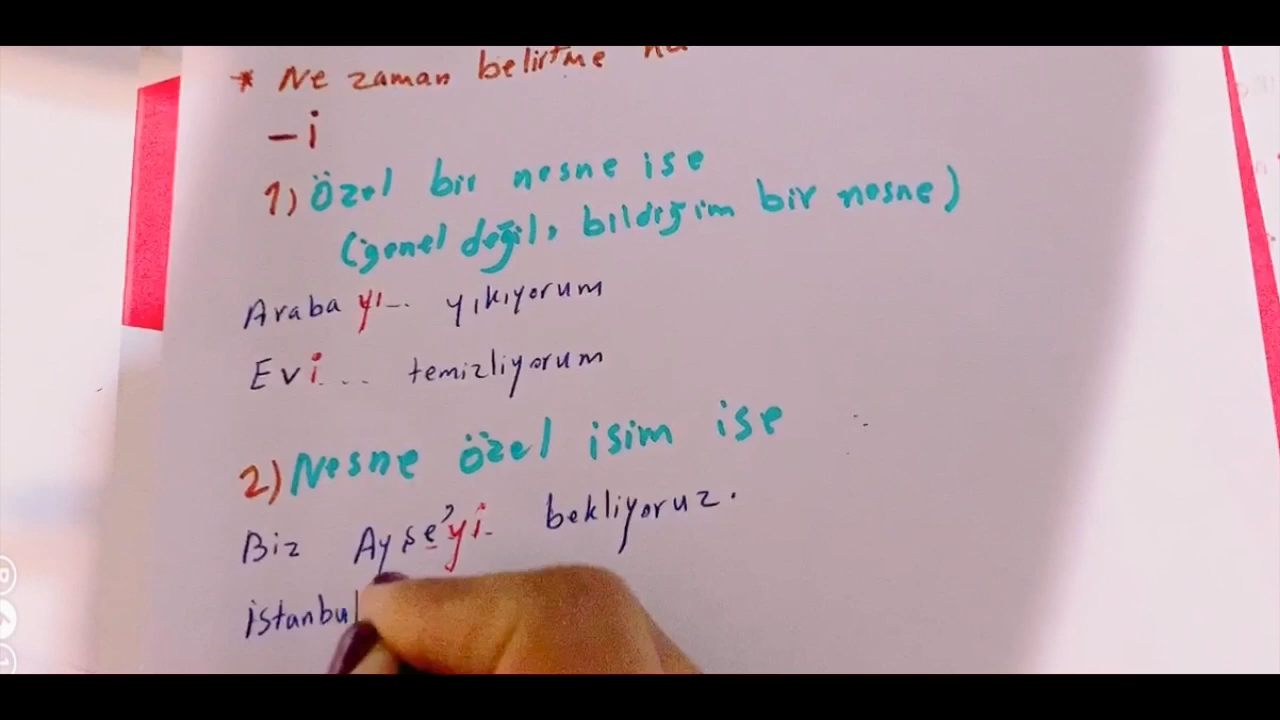 * Ne zaman belirtme
-i
1) Özel bir nesne ise
(genel değil, bildiğim bir nesne)
Arabayı... yıkıyorum
Evi... temizliyorum
2) Nesne özel isim ise
Biz Ayşe'yi bekliyoruz.
istanbul